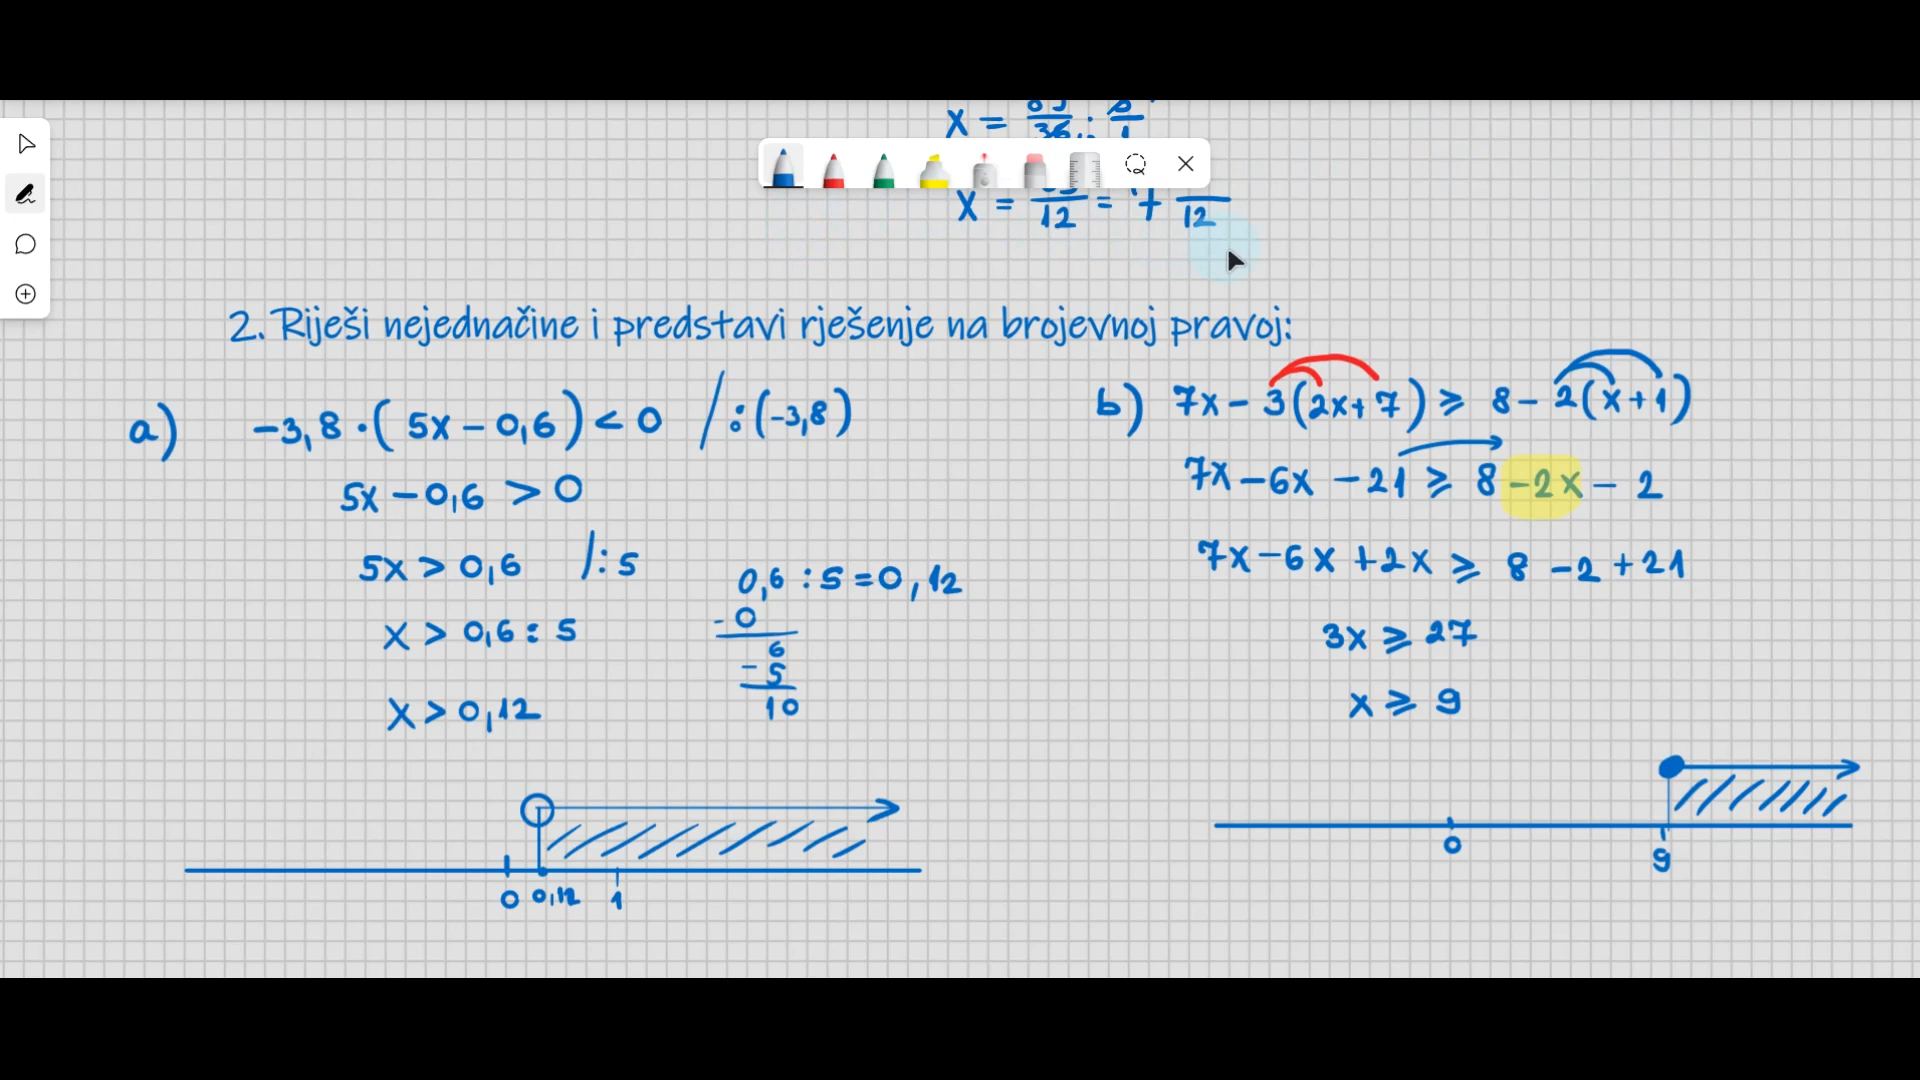 x =
x = /12 = 7 /12
2. Riješi nejednačine i predstavi rješenje na brojevnoj pravoj:
a) -3,8 · (5x - 0,6) < 0 /:(-3,8)
5x - 0,6 > 0
5x > 0,6 /:5
x > 0,6 : 5
x > 0,12
0,6 : 5 = 0,12
- 0
6
- 5
10
0 0,12 1
b) 7x - 3(2x + 7) ≥ 8 - 2(x + 1)
7x - 6x - 21 ≥ 8 - 2x - 2
7x - 6x + 2x ≥ 8 - 2 + 21
3x ≥ 27
x ≥ 9
0 9